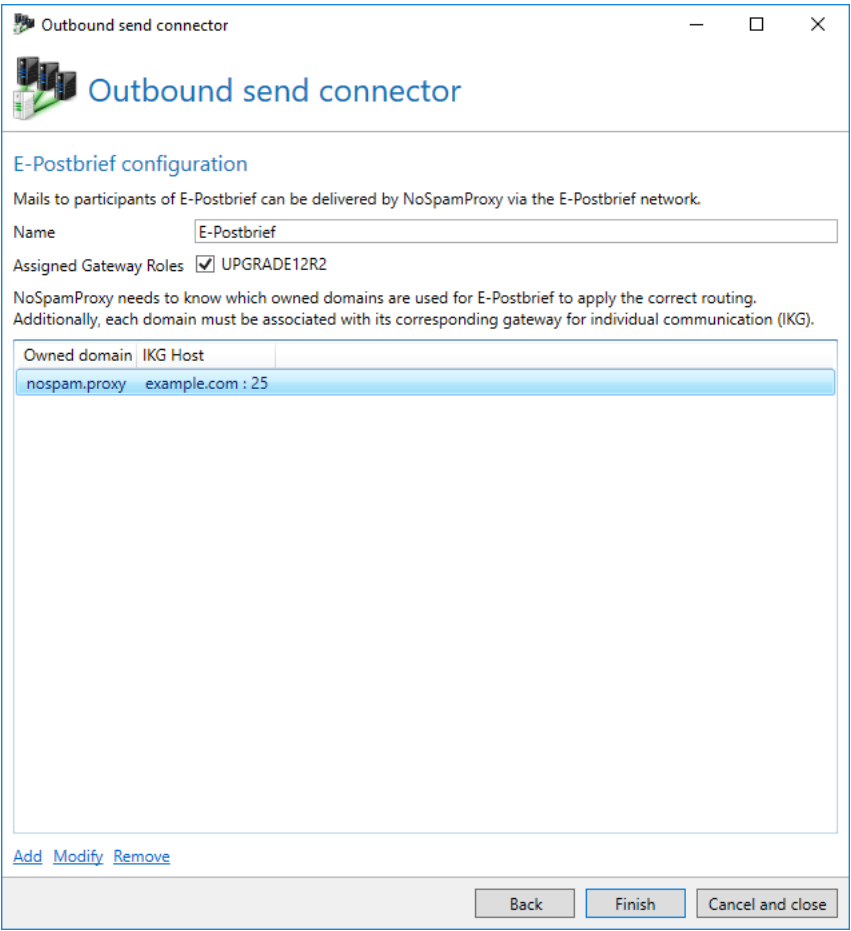 Outbound send connector
Outbound send connector
E-Postbrief configuration
Mails to participants of E-Postbrief can be delivered by NoSpamProxy via the E-Postbrief network.
Name E-Postbrief
Assigned Gateway Roles UPGRADE12R2
NoSpamProxy needs to know which owned domains are used for E-Postbrief to apply the correct routing.
Additionally, each domain must be associated with its corresponding gateway for individual communication (IKG).
Owned domain IKG Host
nospam.proxy example.com : 25
Add Modify Remove
Back Finish Cancel and close